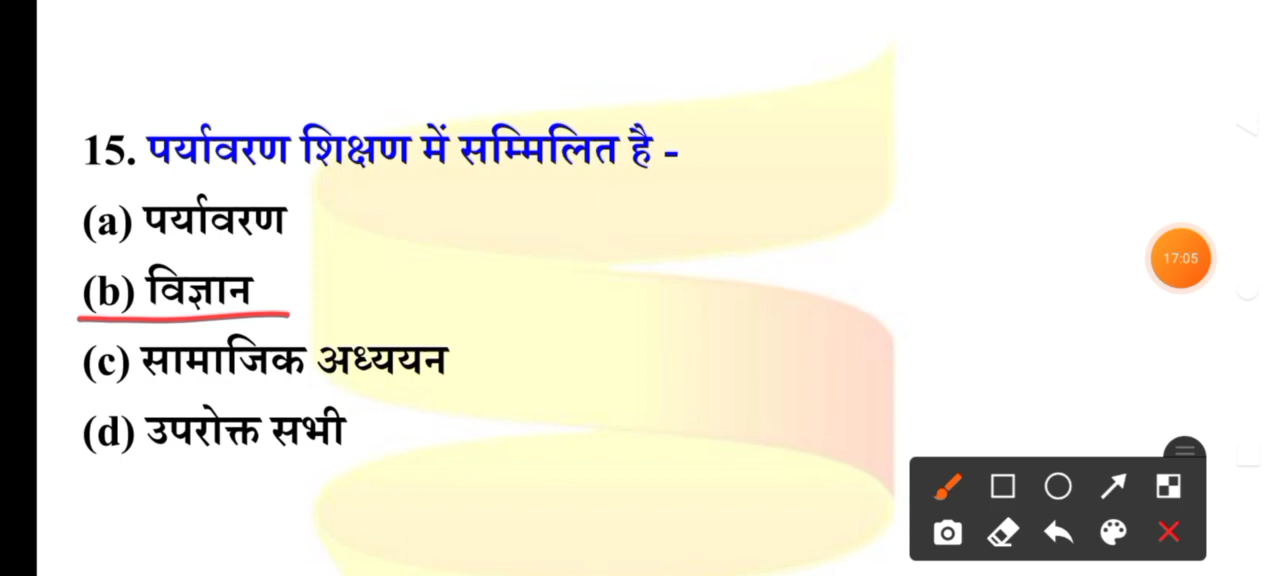 15. पर्यावरण शिक्षण में सम्मिलित है -
(a) पर्यावरण
(b) विज्ञान
(c) सामाजिक अध्ययन
(d) उपरोक्त सभी
17:05